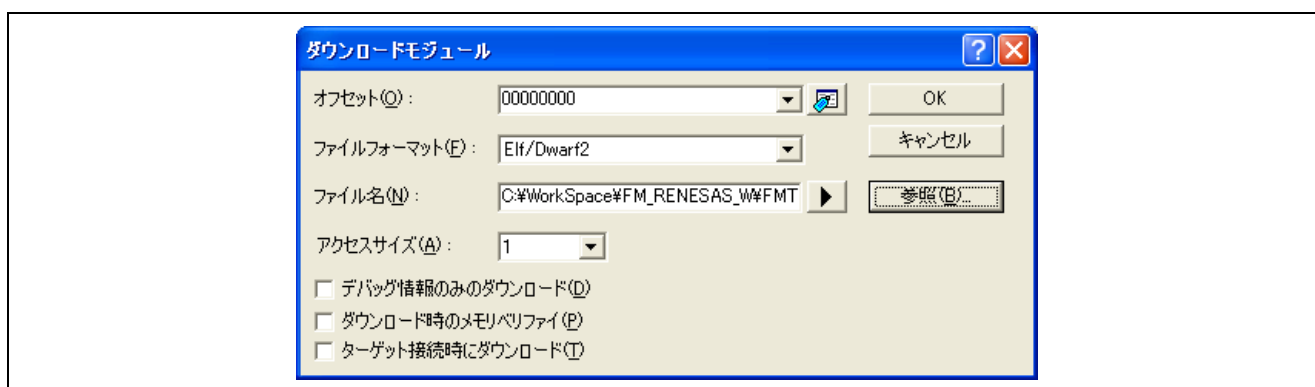 ダウンロードモジュール
オフセット(O) : 00000000 OK
ファイルフォーマット(F) : Elf/Dwarf2 キャンセル
ファイル名(N) : C:¥WorkSpace¥FM_RENESAS_W¥FMT 参照(B)...
アクセスサイズ(A) : 1
デバッグ情報のみのダウンロード(D)
ダウンロード時のメモリベリファイ(P)
ターゲット接続時にダウンロード(T)